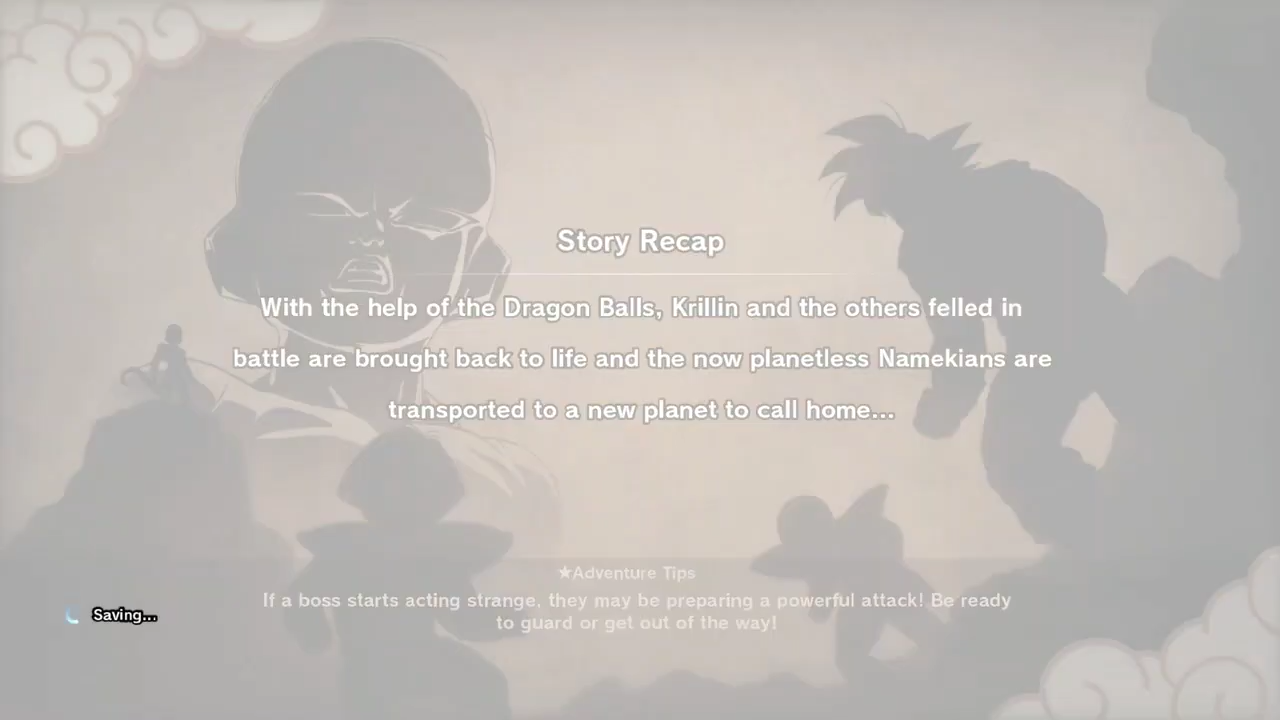 Story Recap
With the help of the Dragon Balls, Krillin and the others felled in
battle are brought back to life and the now planetless Namekians are
transported to a new planet to call home...
★Adventure Tips
If a boss starts acting strange, they may be preparing a powerful attack! Be ready
to guard or get out of the way!
Saving...